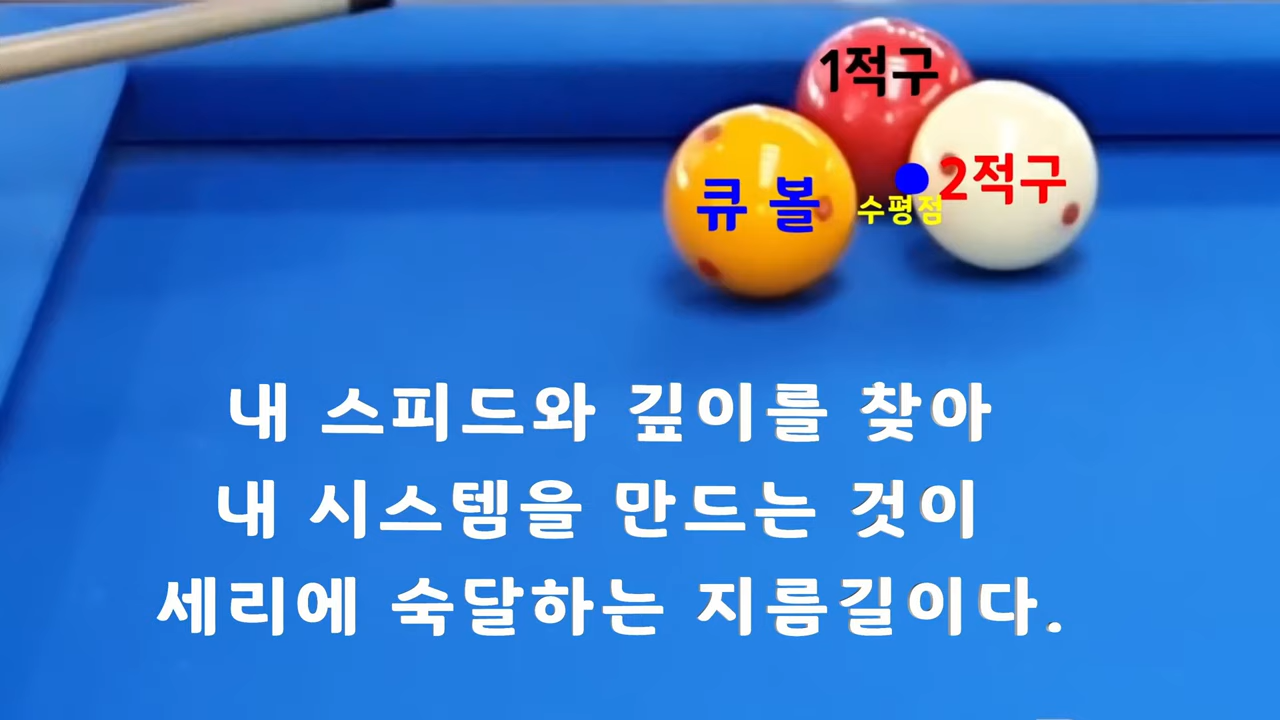 1적구
큐 볼
2적구
수평점
내 스피드와 깊이를 찾아
내 시스템을 만드는 것이
세리에 숙달하는 지름길이다.